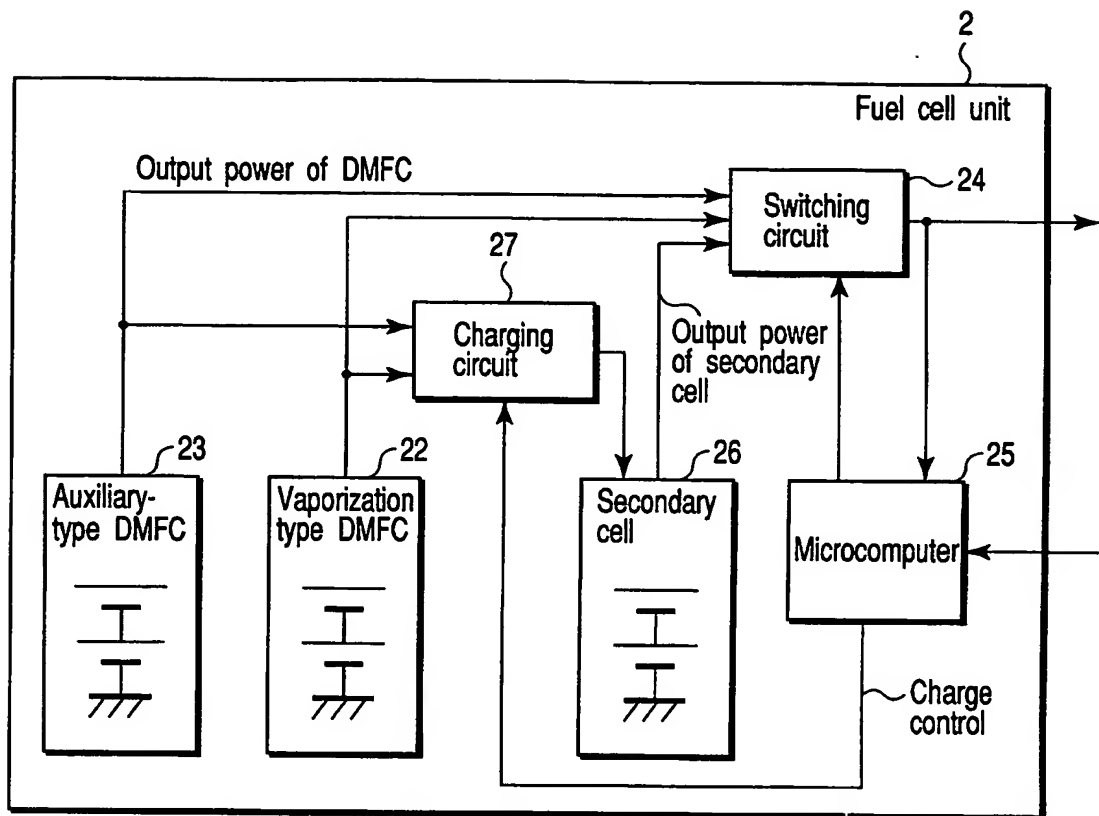 2
Fuel cell unit
Output power of DMFC
24
Switching
circuit
27
Charging
circuit
Output power
of secondary
cell
23
Auxiliary-
type DMFC
22
Vaporization
type DMFC
26
Secondary
cell
25
Microcomputer
Charge
control